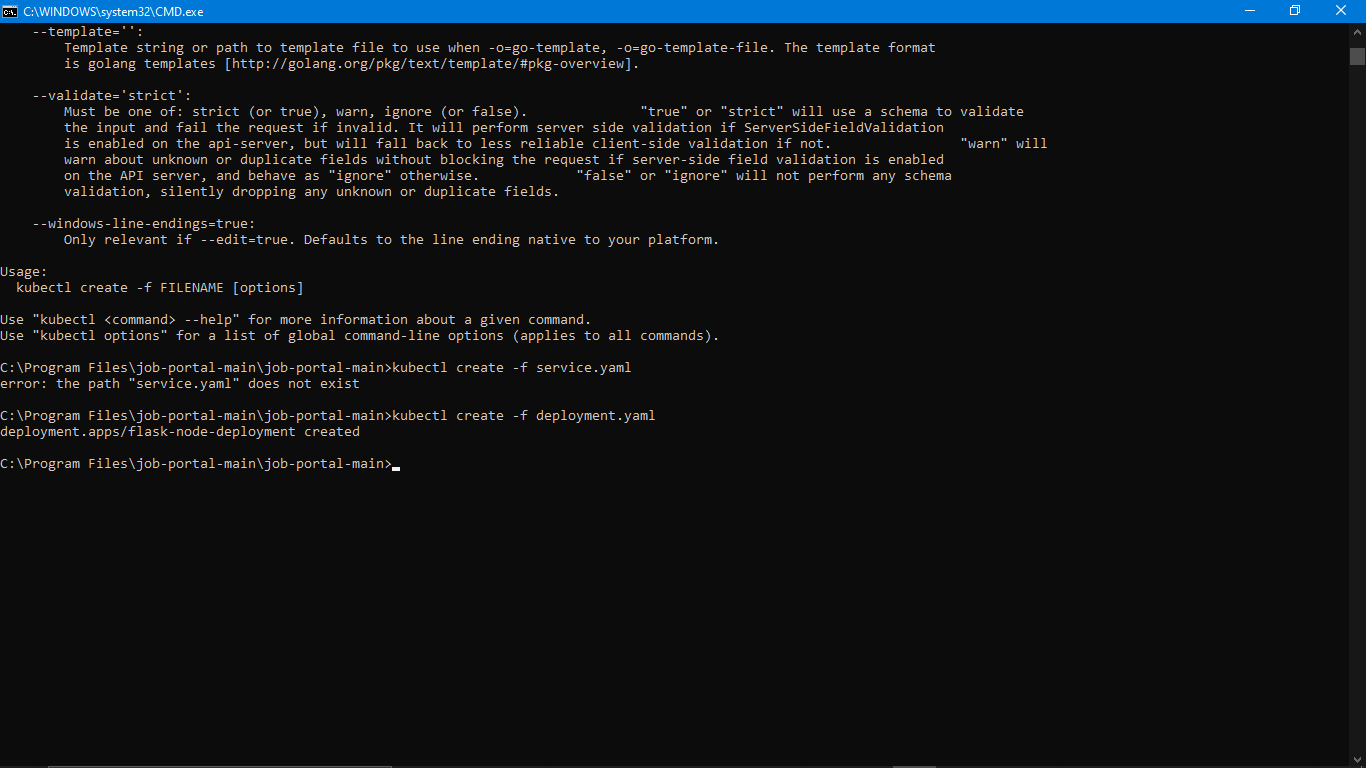 C:\WINDOWS\system32\CMD.exe
    --template='':
        Template string or path to template file to use when -o=go-template, -o=go-template-file. The template format
        is golang templates [http://golang.org/pkg/text/template/#pkg-overview].

    --validate='strict':
        Must be one of: strict (or true), warn, ignore (or false).              "true" or "strict" will use a schema to validate
        the input and fail the request if invalid. It will perform server side validation if ServerSideFieldValidation
        is enabled on the api-server, but will fall back to less reliable client-side validation if not.                "warn" will
        warn about unknown or duplicate fields without blocking the request if server-side field validation is enabled
        on the API server, and behave as "ignore" otherwise.            "false" or "ignore" will not perform any schema
        validation, silently dropping any unknown or duplicate fields.

    --windows-line-endings=true:
        Only relevant if --edit=true. Defaults to the line ending native to your platform.

Usage:
  kubectl create -f FILENAME [options]

Use "kubectl <command> --help" for more information about a given command.
Use "kubectl options" for a list of global command-line options (applies to all commands).

C:\Program Files\job-portal-main\job-portal-main>kubectl create -f service.yaml
error: the path "service.yaml" does not exist

C:\Program Files\job-portal-main\job-portal-main>kubectl create -f deployment.yaml
deployment.apps/flask-node-deployment created

C:\Program Files\job-portal-main\job-portal-main>